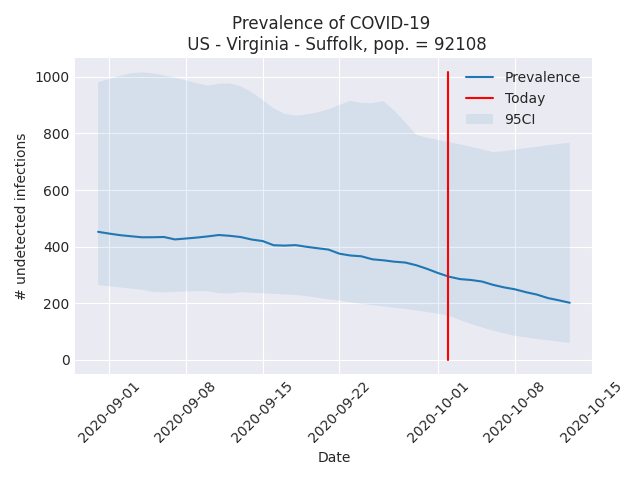 Prevalence of COVID-19
US - Virginia - Suffolk, pop. = 92108
1000
800
600
400
200
0
# undetected infections
Prevalence
Today
95CI
2020-09-01
2020-09-08
2020-09-15
2020-09-22
2020-10-01
2020-10-08
2020-10-15
Date